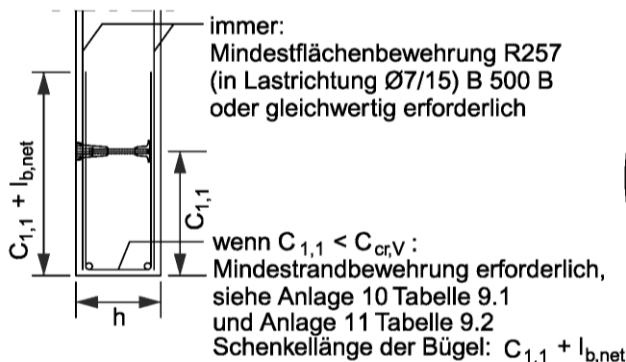 immer:
Mindestflächenbewehrung R257
(in Lastrichtung Ø7/15) B 500 B
oder gleichwertig erforderlich
C1,1 + lb,net
C1,1
wenn C1,1 < Ccr,V :
Mindestrandbewehrung erforderlich,
siehe Anlage 10 Tabelle 9.1
und Anlage 11 Tabelle 9.2
Schenkellänge der Bügel: C1,1 + lb,net
h